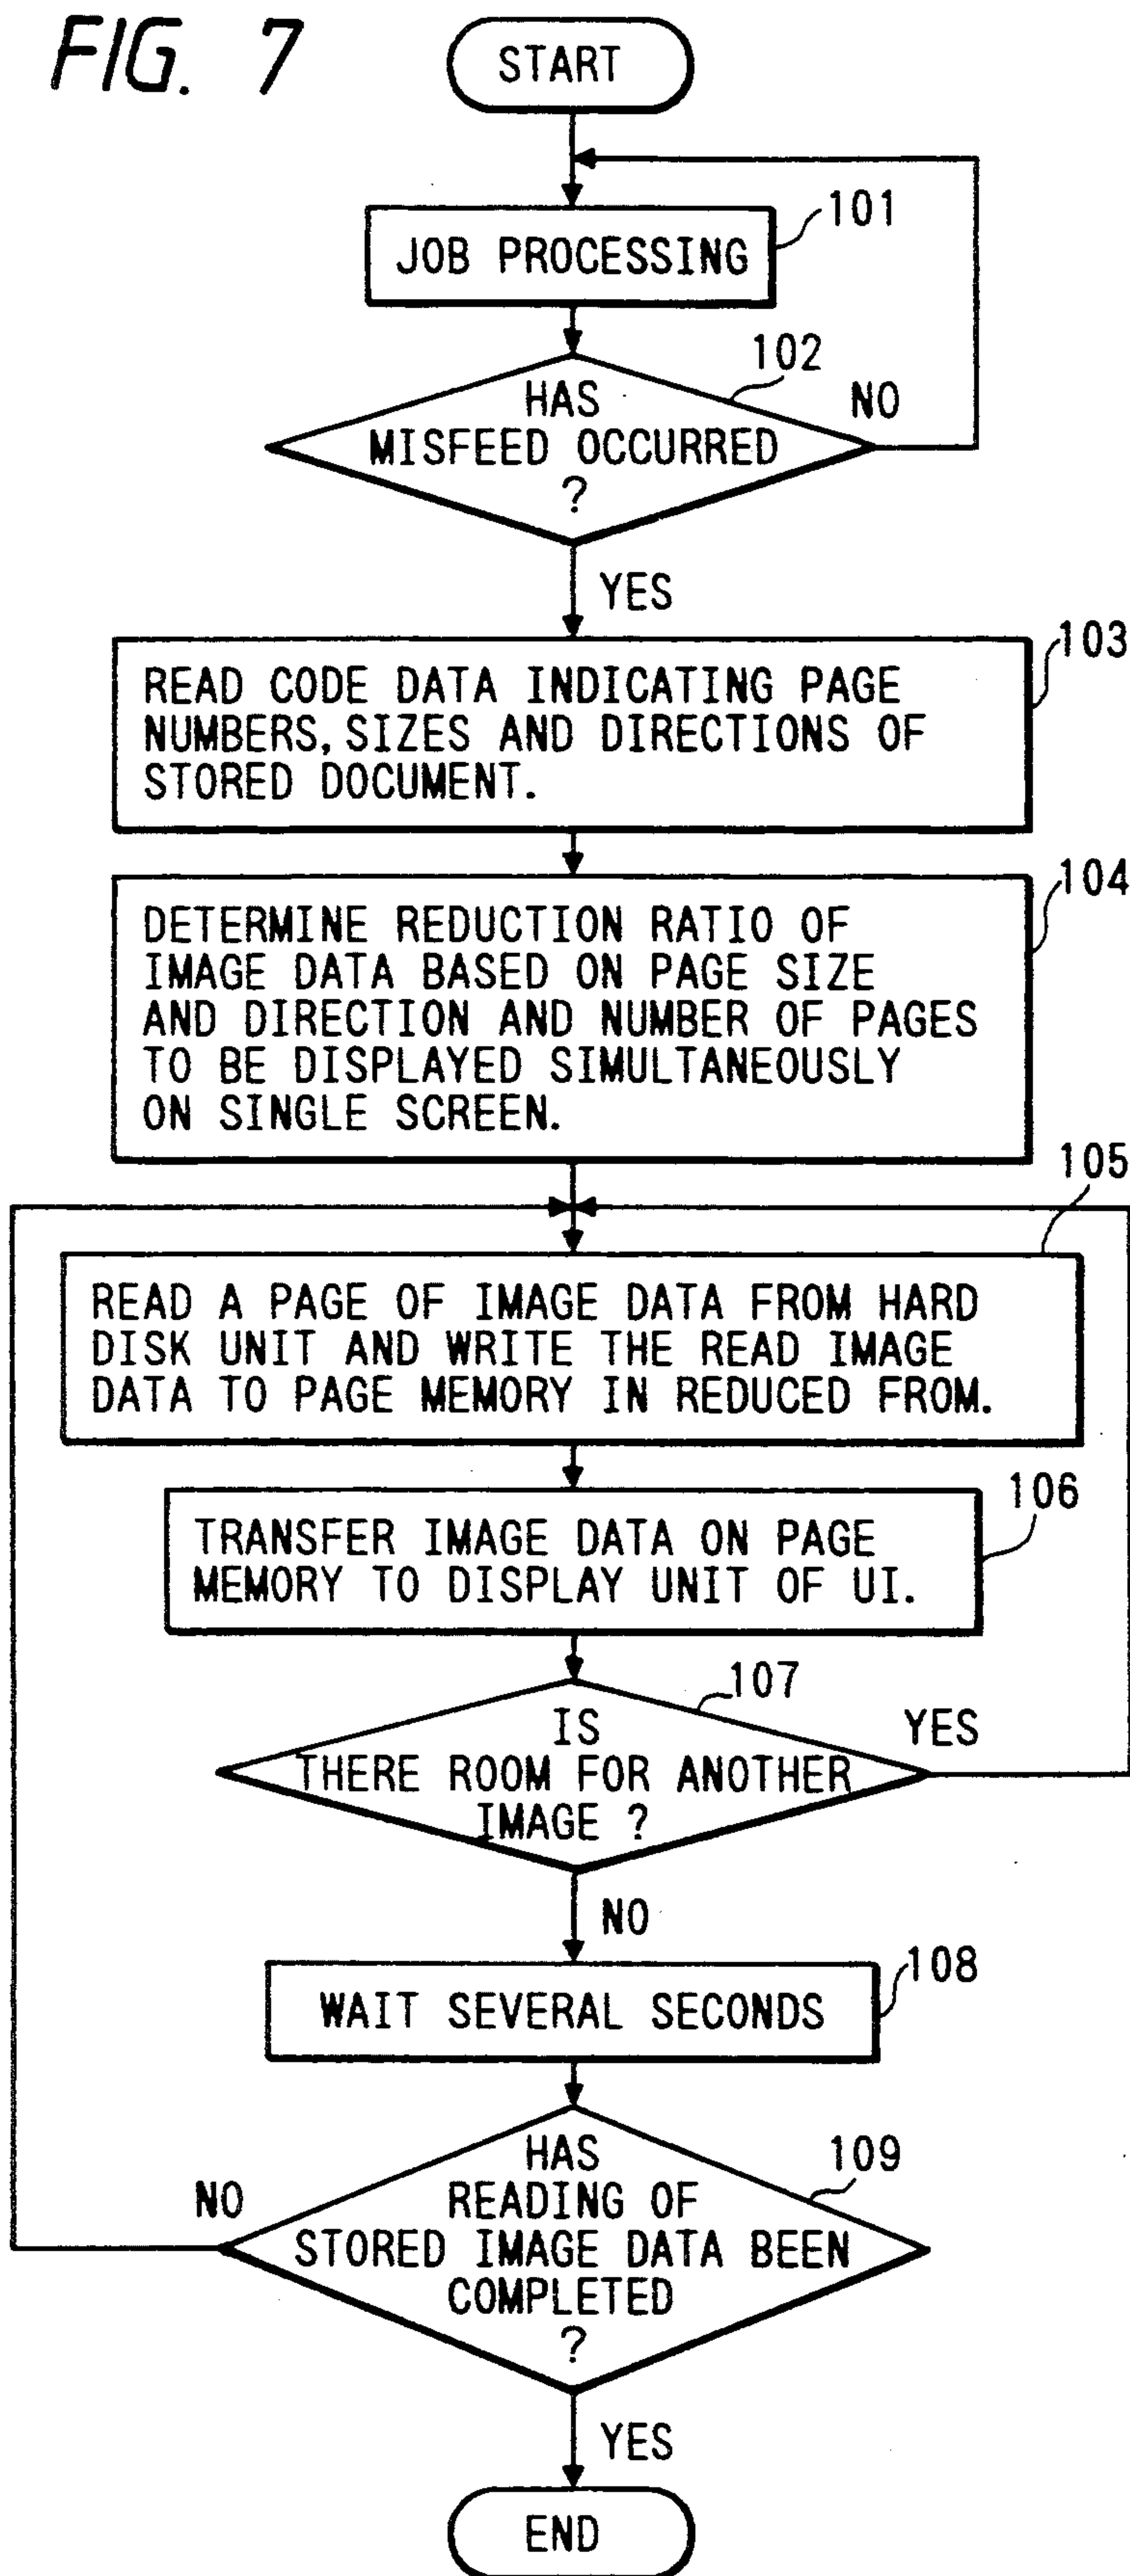 FIG. 7
START
101
JOB PROCESSING
102
HAS
MISFEED OCCURRED
?
NO
YES
103
READ CODE DATA INDICATING PAGE
NUMBERS, SIZES AND DIRECTIONS OF
STORED DOCUMENT.
104
DETERMINE REDUCTION RATIO OF
IMAGE DATA BASED ON PAGE SIZE
AND DIRECTION AND NUMBER OF PAGES
TO BE DISPLAYED SIMULTANEOUSLY
ON SINGLE SCREEN.
105
READ A PAGE OF IMAGE DATA FROM HARD
DISK UNIT AND WRITE THE READ IMAGE
DATA TO PAGE MEMORY IN REDUCED FROM.
106
TRANSFER IMAGE DATA ON PAGE
MEMORY TO DISPLAY UNIT OF UI.
107
IS
THERE ROOM FOR ANOTHER
IMAGE ?
YES
NO
108
WAIT SEVERAL SECONDS
109
HAS
READING OF
STORED IMAGE DATA BEEN
COMPLETED
?
NO
YES
END